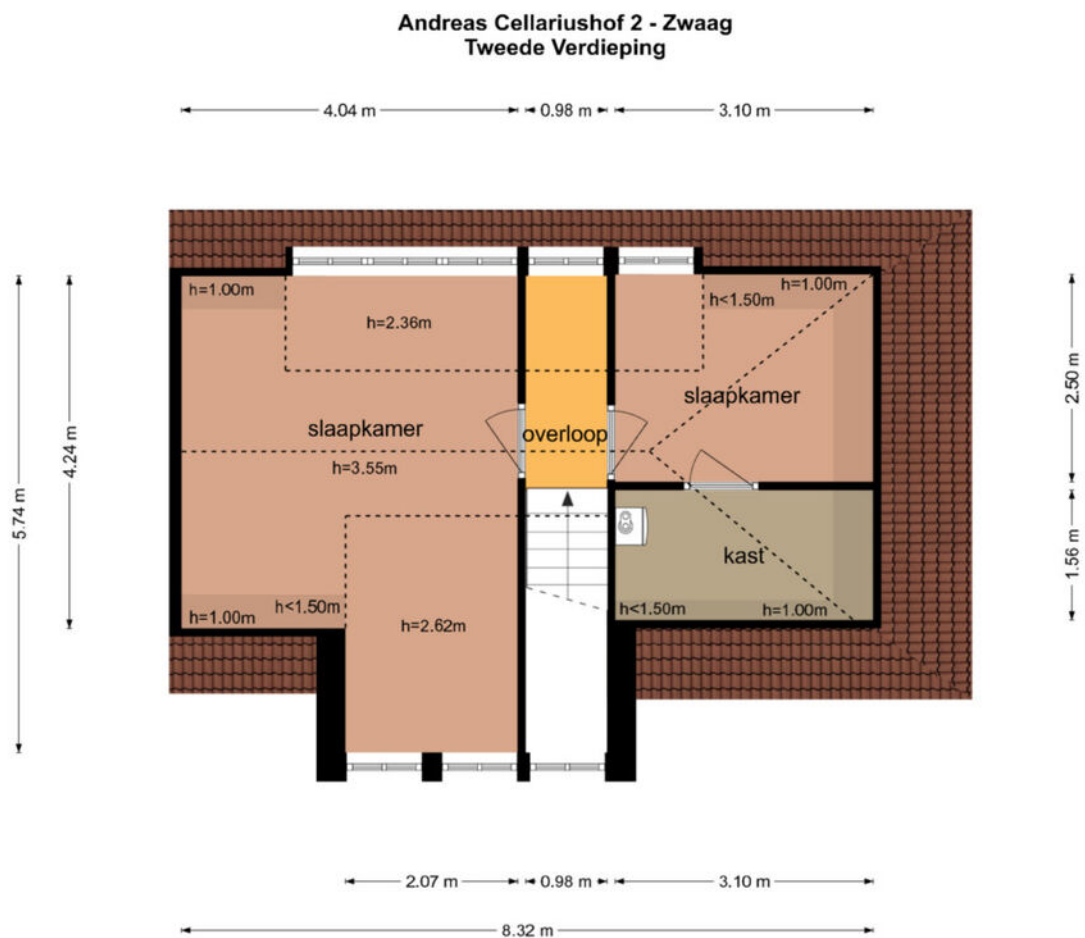 Andreas Cellariushof 2 - Zwaag
Tweede Verdieping
4.04 m
0.98 m
3.10 m
h=1.00m
h=2.36m
h<1.50m
h=1.00m
slaapkamer
slaapkamer
overloop
h=3.55m
4.24 m
5.74 m
2.50 m
1.56 m
kast
h=1.00m
h<1.50m
h=2.62m
h<1.50m
h=1.00m
2.07 m
0.98 m
3.10 m
8.32 m